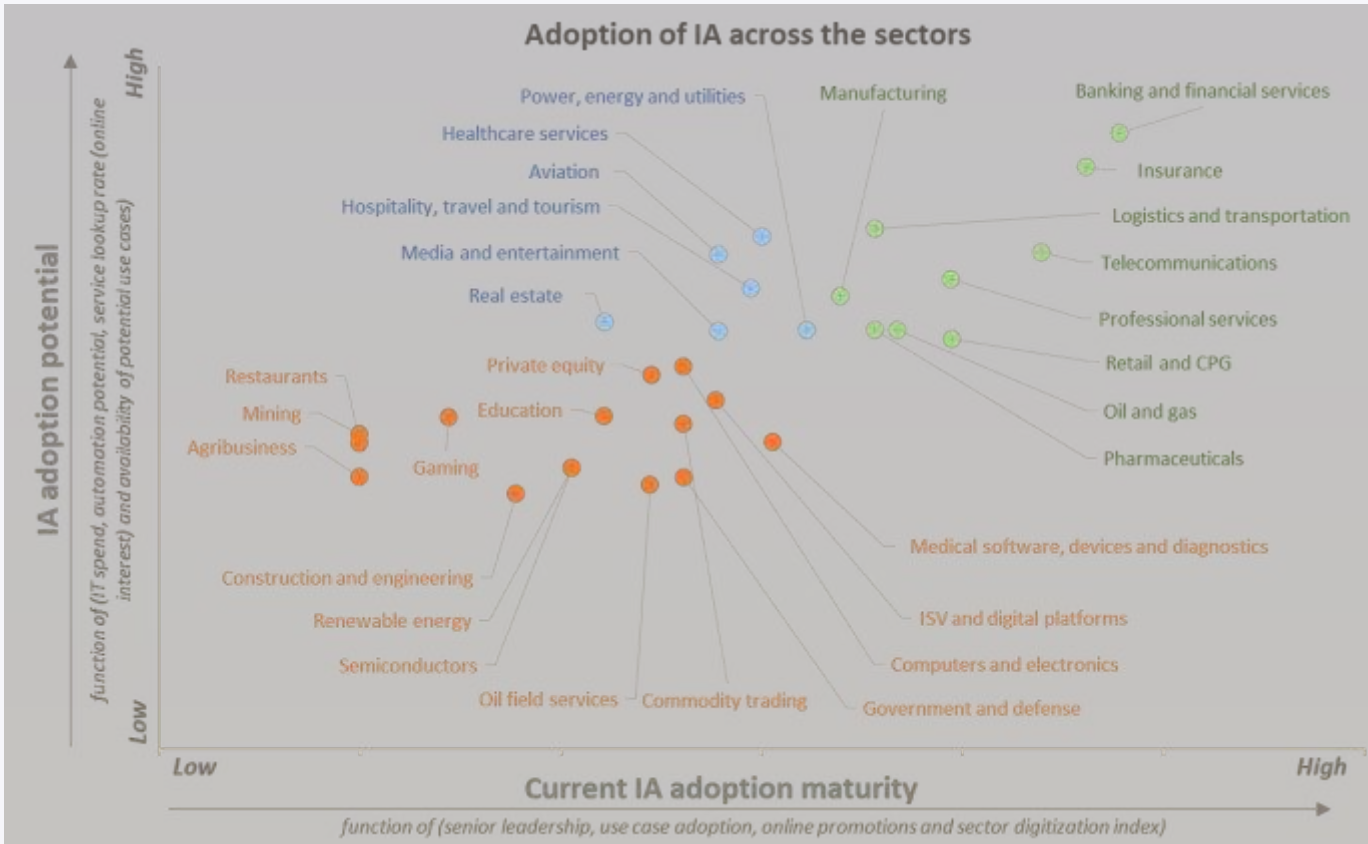 Adoption of IA across the sectors
High
IA adoption potential
function of (IT spend, automation potential, service lookup rate (online
interest) and availability of potential use cases)
Low
Power, energy and utilities
Manufacturing
Banking and financial services
Healthcare services
Aviation
Insurance
Hospitality, travel and tourism
Logistics and transportation
Media and entertainment
Telecommunications
Real estate
Professional services
Private equity
Retail and CPG
Restaurants
Education
Mining
Oil and gas
Agribusiness
Pharmaceuticals
Gaming
Medical software, devices and diagnostics
Construction and engineering
Renewable energy
ISV and digital platforms
Semiconductors
Computers and electronics
Oil field services
Commodity trading
Government and defense
Low
High
Current IA adoption maturity
function of (senior leadership, use case adoption, online promotions and sector digitization index)